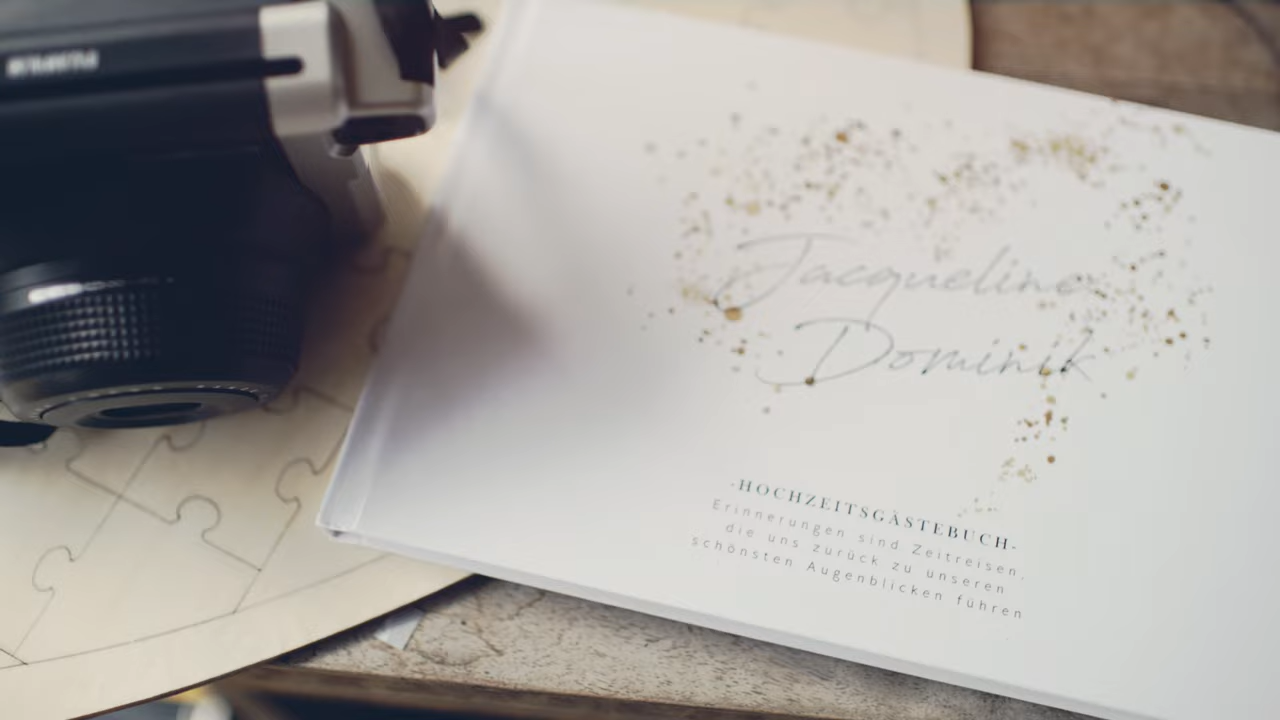 Jacqueline
Dominik
-HOCHZEITSGÄSTEBUCH-
Erinnerungen sind Zeitreisen,
die uns zurück zu unseren
schönsten Augenblicken führen